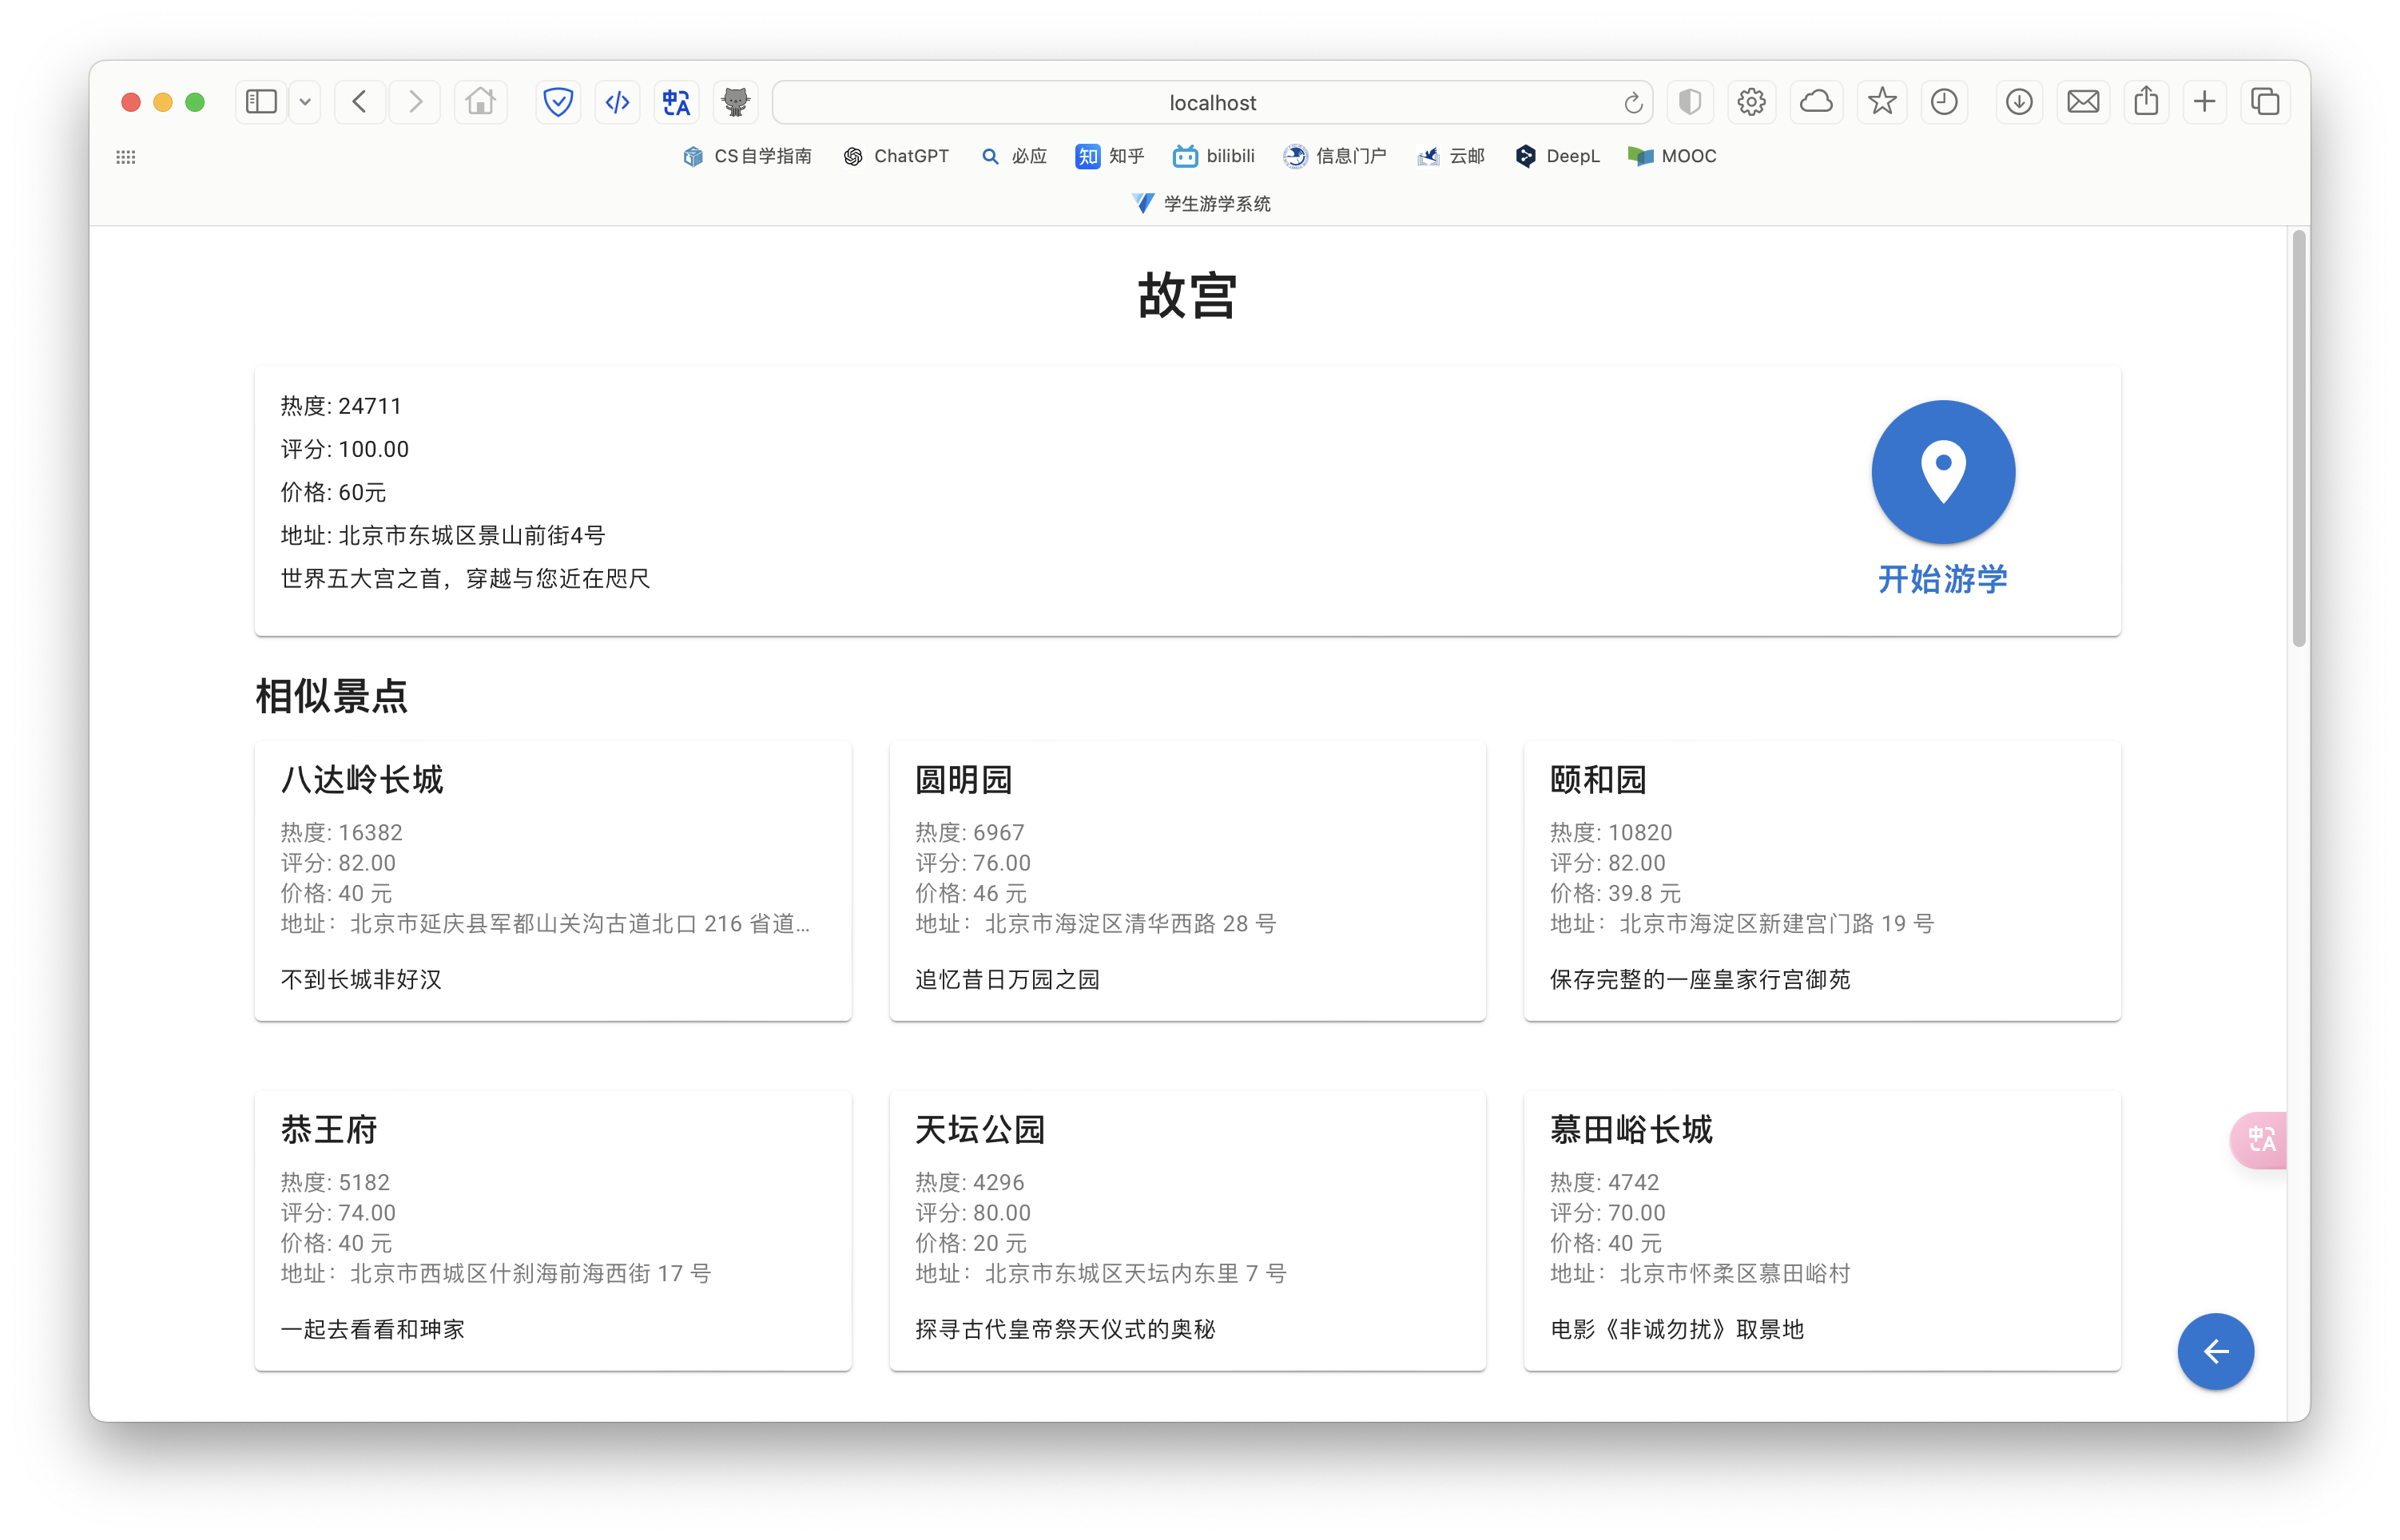 localhost
CS自学指南 ChatGPT 必应 知 知乎 bilibili 信息门户 云邮 DeepL MOOC
学生游学系统
故宫
热度: 24711
评分: 100.00
价格: 60元
地址: 北京市东城区景山前街4号
世界五大宫之首，穿越与您近在咫尺
开始游学
相似景点
八达岭长城
热度: 16382
评分: 82.00
价格: 40 元
地址：北京市延庆县军都山关沟古道北口 216 省道...
不到长城非好汉
圆明园
热度: 6967
评分: 76.00
价格: 46 元
地址：北京市海淀区清华西路 28 号
追忆昔日万园之园
颐和园
热度: 10820
评分: 82.00
价格: 39.8 元
地址：北京市海淀区新建宫门路 19 号
保存完整的一座皇家行宫御苑
恭王府
热度: 5182
评分: 74.00
价格: 40 元
地址：北京市西城区什刹海前海西街 17 号
一起去看看和珅家
天坛公园
热度: 4296
评分: 80.00
价格: 20 元
地址：北京市东城区天坛内东里 7 号
探寻古代皇帝祭天仪式的奥秘
慕田峪长城
热度: 4742
评分: 70.00
价格: 40 元
地址：北京市怀柔区慕田峪村
电影《非诚勿扰》取景地